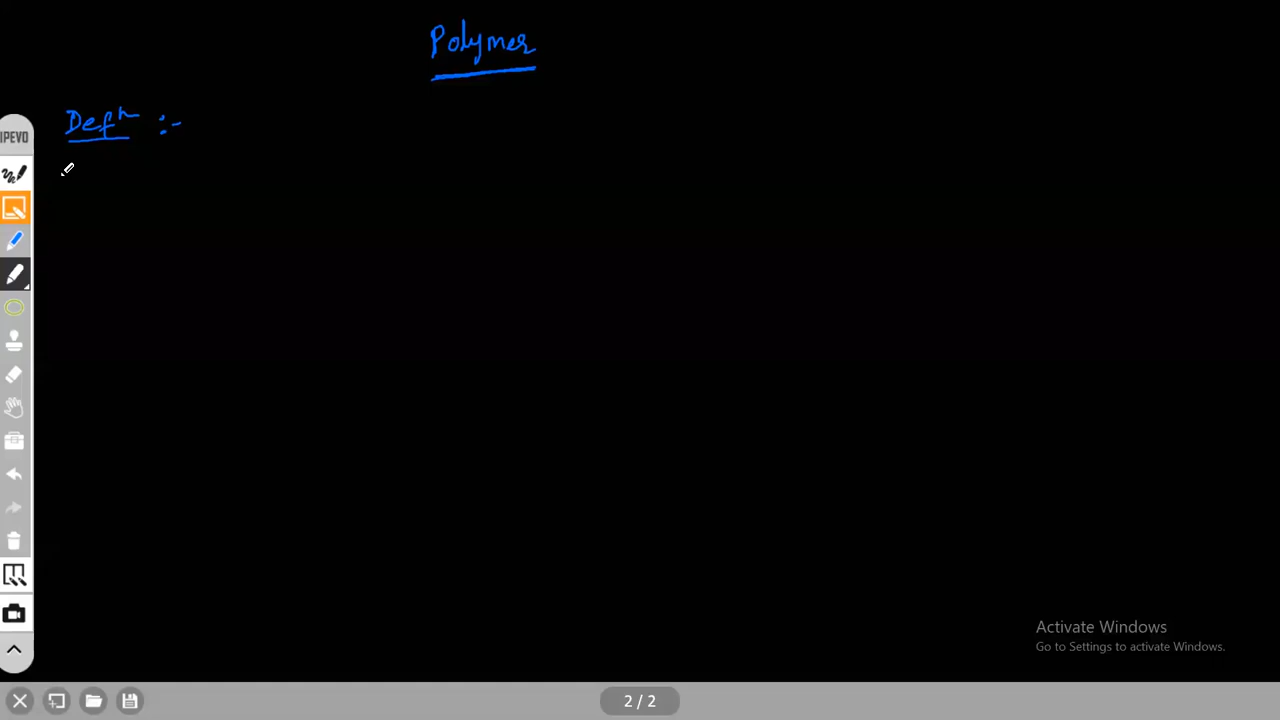 Polymer
Defn :-
IPEVO
Activate Windows
Go to Settings to activate Windows.
2 / 2